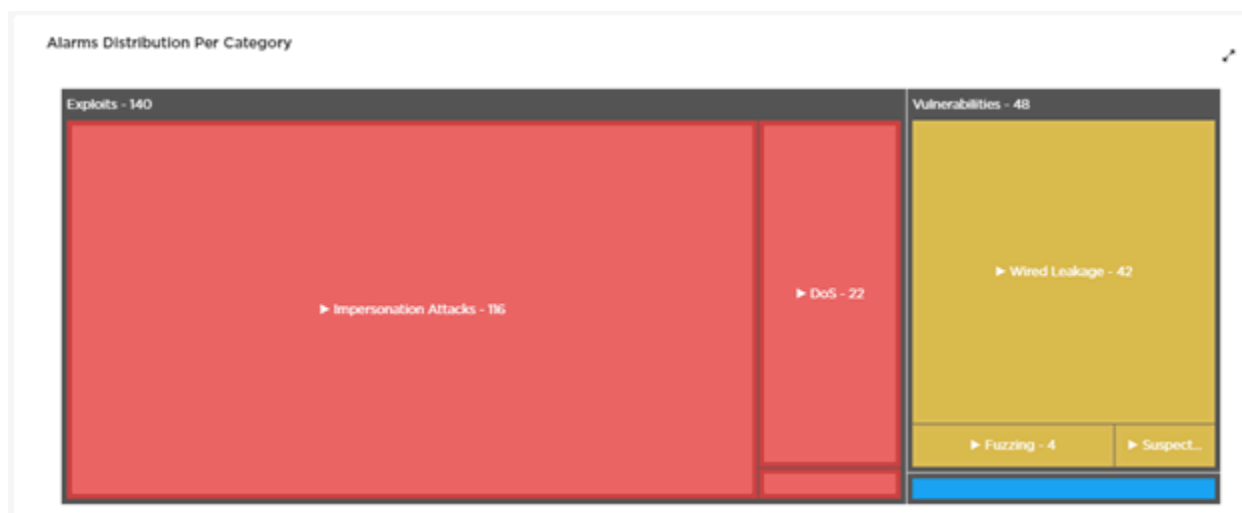 Alarms Distribution Per Category
Exploits - 140
Vulnerabilities - 48
▶ Impersonation Attacks - 116
▶ DoS - 22
▶ Wired Leakage - 42
▶ Fuzzing - 4
▶ Suspect...